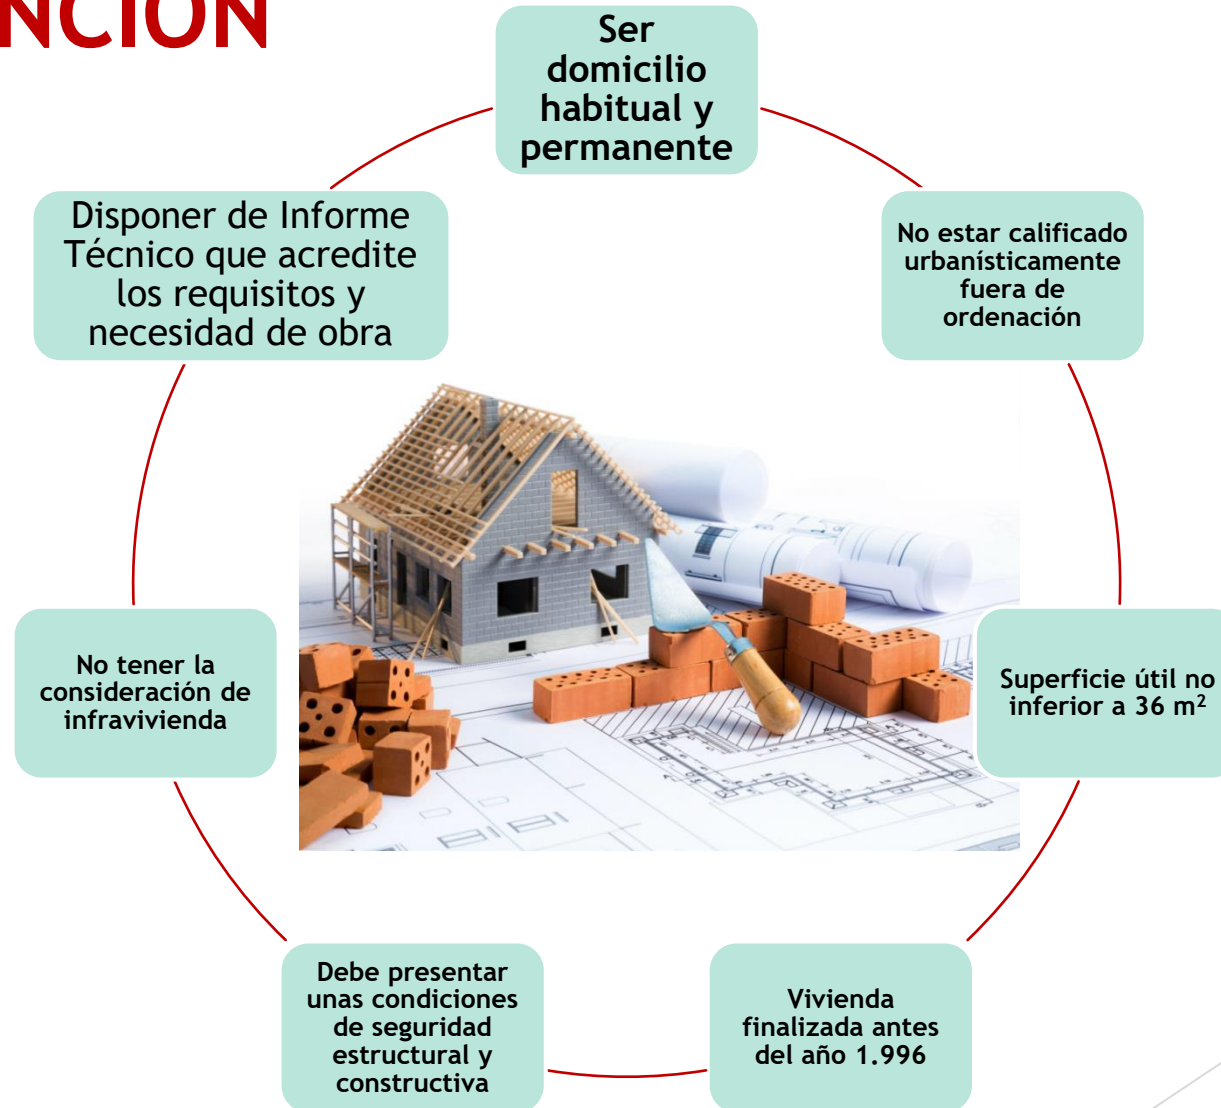 NCIÓN
Ser
domicilio
habitual y
permanente
No estar calificado
urbanísticamente
fuera de
ordenación
Superficie útil no
inferior a 36 m²
Vivienda
finalizada antes
del año 1.996
Debe presentar
unas condiciones
de seguridad
estructural y
constructiva
No tener la
consideración de
infravivienda
Disponer de Informe
Técnico que acredite
los requisitos y
necesidad de obra